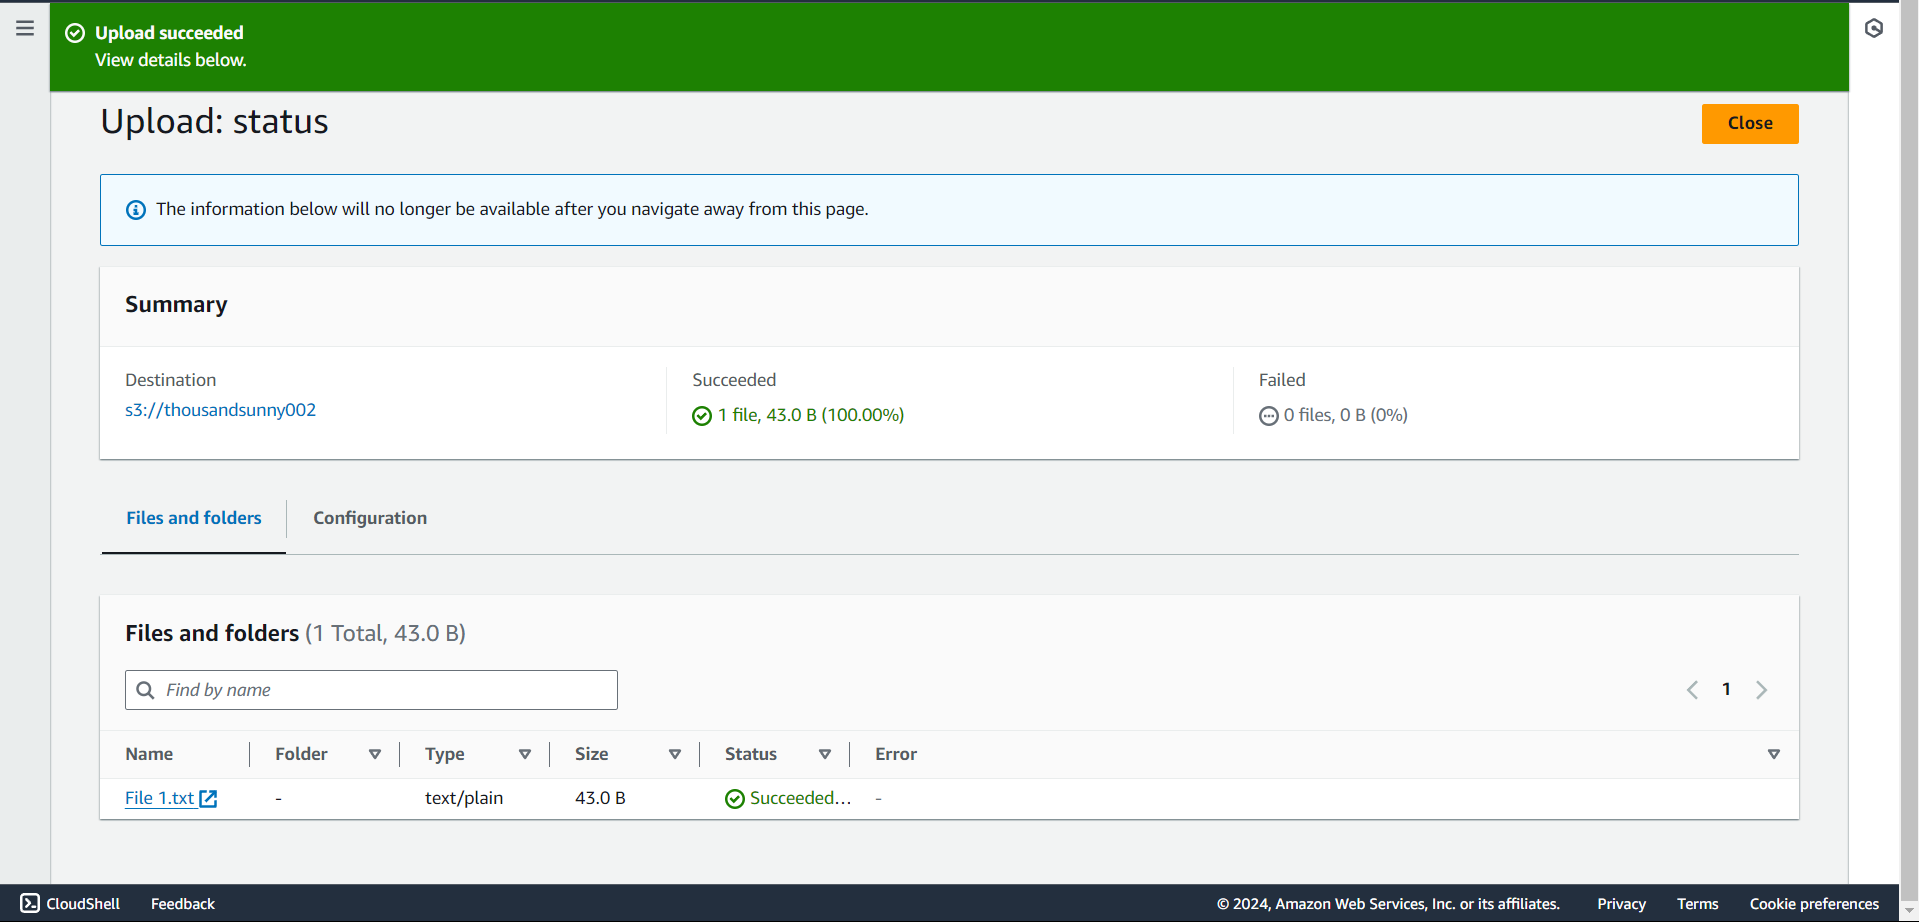 Upload succeeded
View details below.
Upload: status
Close
The information below will no longer be available after you navigate away from this page.
Summary
Destination
s3://thousandsunny002
Succeeded
1 file, 43.0 B (100.00%)
Failed
0 files, 0 B (0%)
Files and folders
Configuration
Files and folders (1 Total, 43.0 B)
Find by name
1
Name Folder Type Size Status Error
File 1.txt - text/plain 43.0 B Succeeded... -
CloudShell Feedback © 2024, Amazon Web Services, Inc. or its affiliates. Privacy Terms Cookie preferences